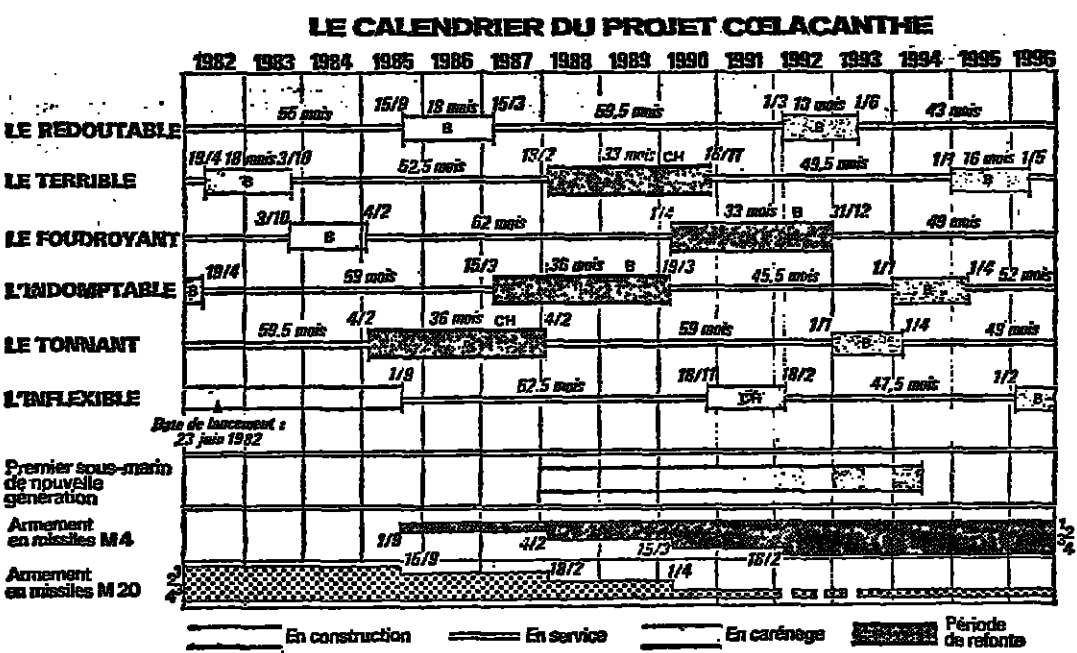 LE CALENDRIER DU PROJET CŒLACANTHE
1982 1983 1984 1985 1986 1987 1988 1989 1990 1991 1992 1993 1994 1995 1996
LE REDOUTABLE 55 mois 15/9 18 mois 15/3 B 59,5 mois 1/3 13 mois 1/6 B 43 mois
LE TERRIBLE 19/4 18 mois 3/10 B 52,5 mois 18/2 33 mois CH 16/11 49,5 mois 1/1 16 mois 1/5 B
LE FOUDROYANT 3/10 B 4/2 62 mois 1/4 33 mois B 31/12 49 mois
L'INDOMPTABLE B 19/4 59 mois 15/3 36 mois B 19/3 45,5 mois 1/1 B 1/4 52 mois
LE TONNANT 59,5 mois 4/2 36 mois CH 4/2 59 mois 1/1 B 1/4 49 mois
L'INFLEXIBLE 1/9 62,5 mois 18/11 CH 18/2 47,5 mois 1/2 B
Date de lancement :
23 juin 1982
Premier sous-marin
de nouvelle
génération
Armement
en missiles M4 1/9 4/2 15/3 16/2 1 2 3 4
Armement
en missiles M 20 16/9 18/2 1/4
En construction En service En carénage Période
de refonte